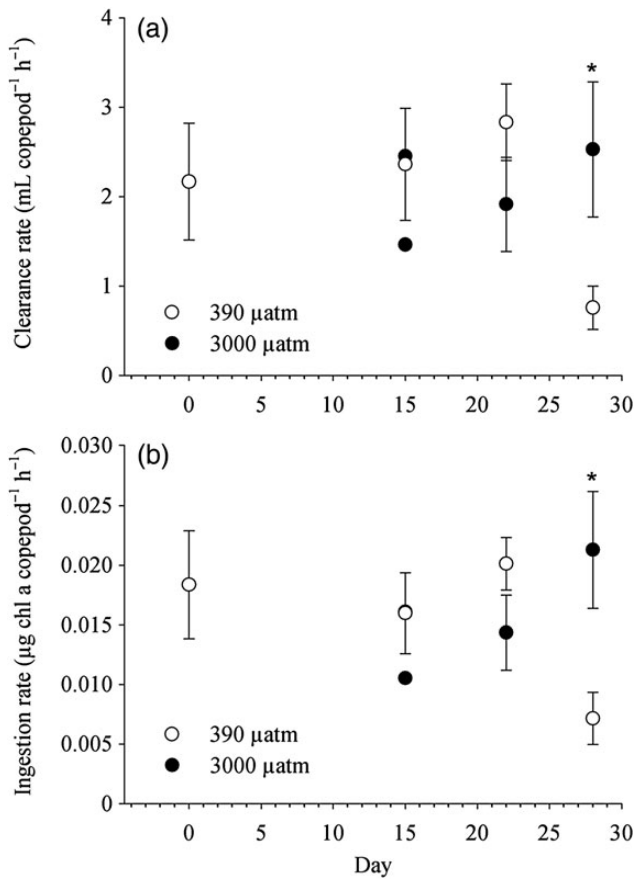 (a)
Clearance rate (mL copepod⁻¹ h⁻¹)
4
3
2
1
0
*
390 µatm
3000 µatm
0 5 10 15 20 25 30
(b)
Ingestion rate (µg chl a copepod⁻¹ h⁻¹)
0.030
0.025
0.020
0.015
0.010
0.005
0
*
390 µatm
3000 µatm
0 5 10 15 20 25 30
Day